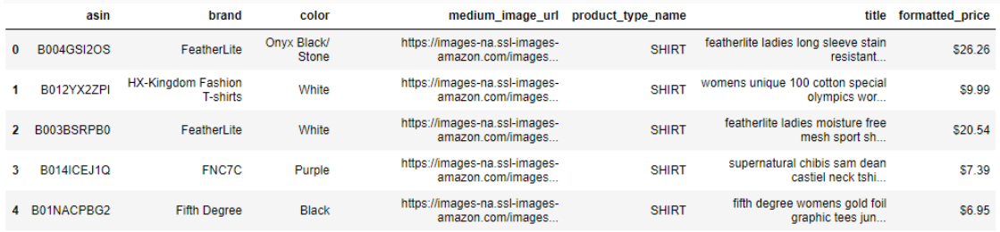 asin brand color medium_image_url product_type_name title formatted_price
0 B004GSI2OS FeatherLite Onyx Black/ Stone https://images-na.ssl-images-amazon.com/images... SHIRT featherlite ladies long sleeve stain resistant... $26.26
1 B012YX2ZPI HX-Kingdom Fashion T-shirts White https://images-na.ssl-images-amazon.com/images... SHIRT womens unique 100 cotton special olympics wor... $9.99
2 B003BSRPB0 FeatherLite White https://images-na.ssl-images-amazon.com/images... SHIRT featherlite ladies moisture free mesh sport sh... $20.54
3 B014ICEJ1Q FNC7C Purple https://images-na.ssl-images-amazon.com/images... SHIRT supernatural chibis sam dean castiel neck tshi... $7.39
4 B01NACPBG2 Fifth Degree Black https://images-na.ssl-images-amazon.com/images... SHIRT fifth degree womens gold foil graphic tees jun... $6.95